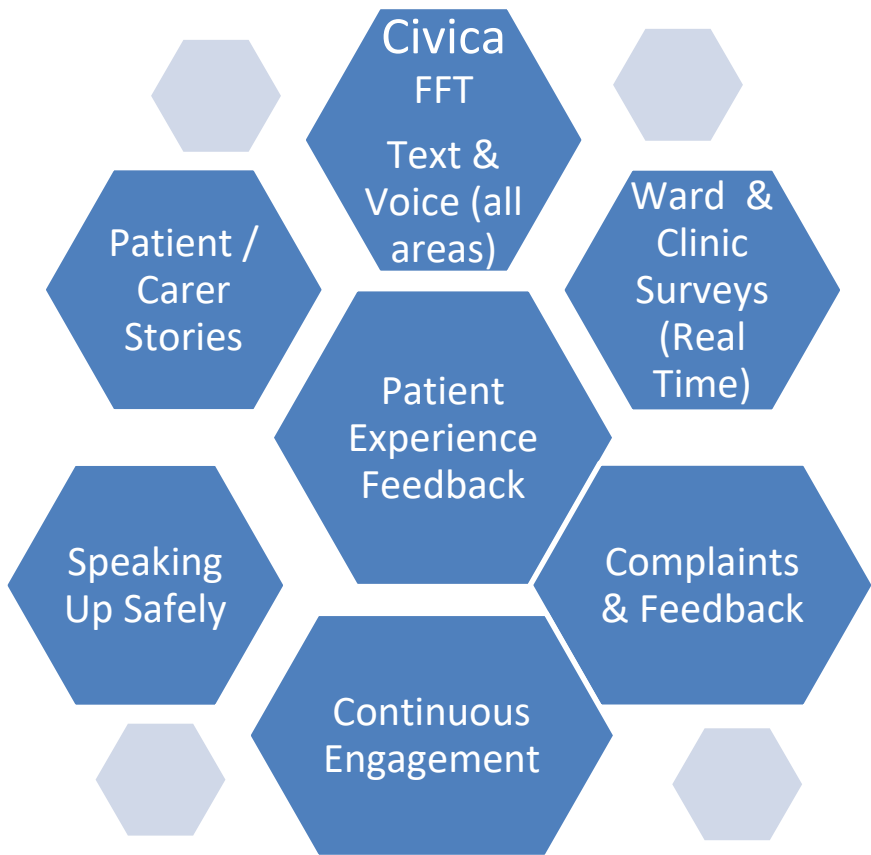 Civica
FFT
Text &
Voice (all
areas)
Patient /
Carer
Stories
Ward &
Clinic
Surveys
(Real
Time)
Patient
Experience
Feedback
Speaking
Up Safely
Complaints
& Feedback
Continuous
Engagement